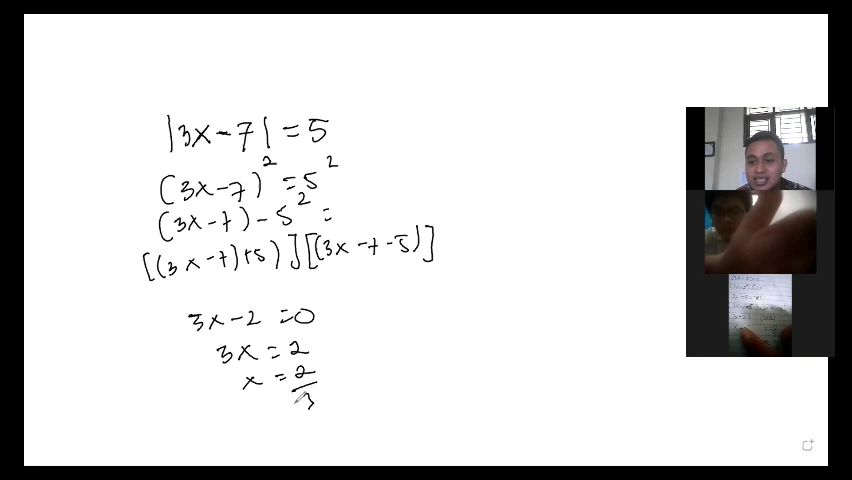 |3x-7| = 5
(3x-7)² = 5²
(3x-7) - 5² =
[(3x-7)+5)][(3x-7-5)]
3x-2 = 0
3x = 2
x = 2/3